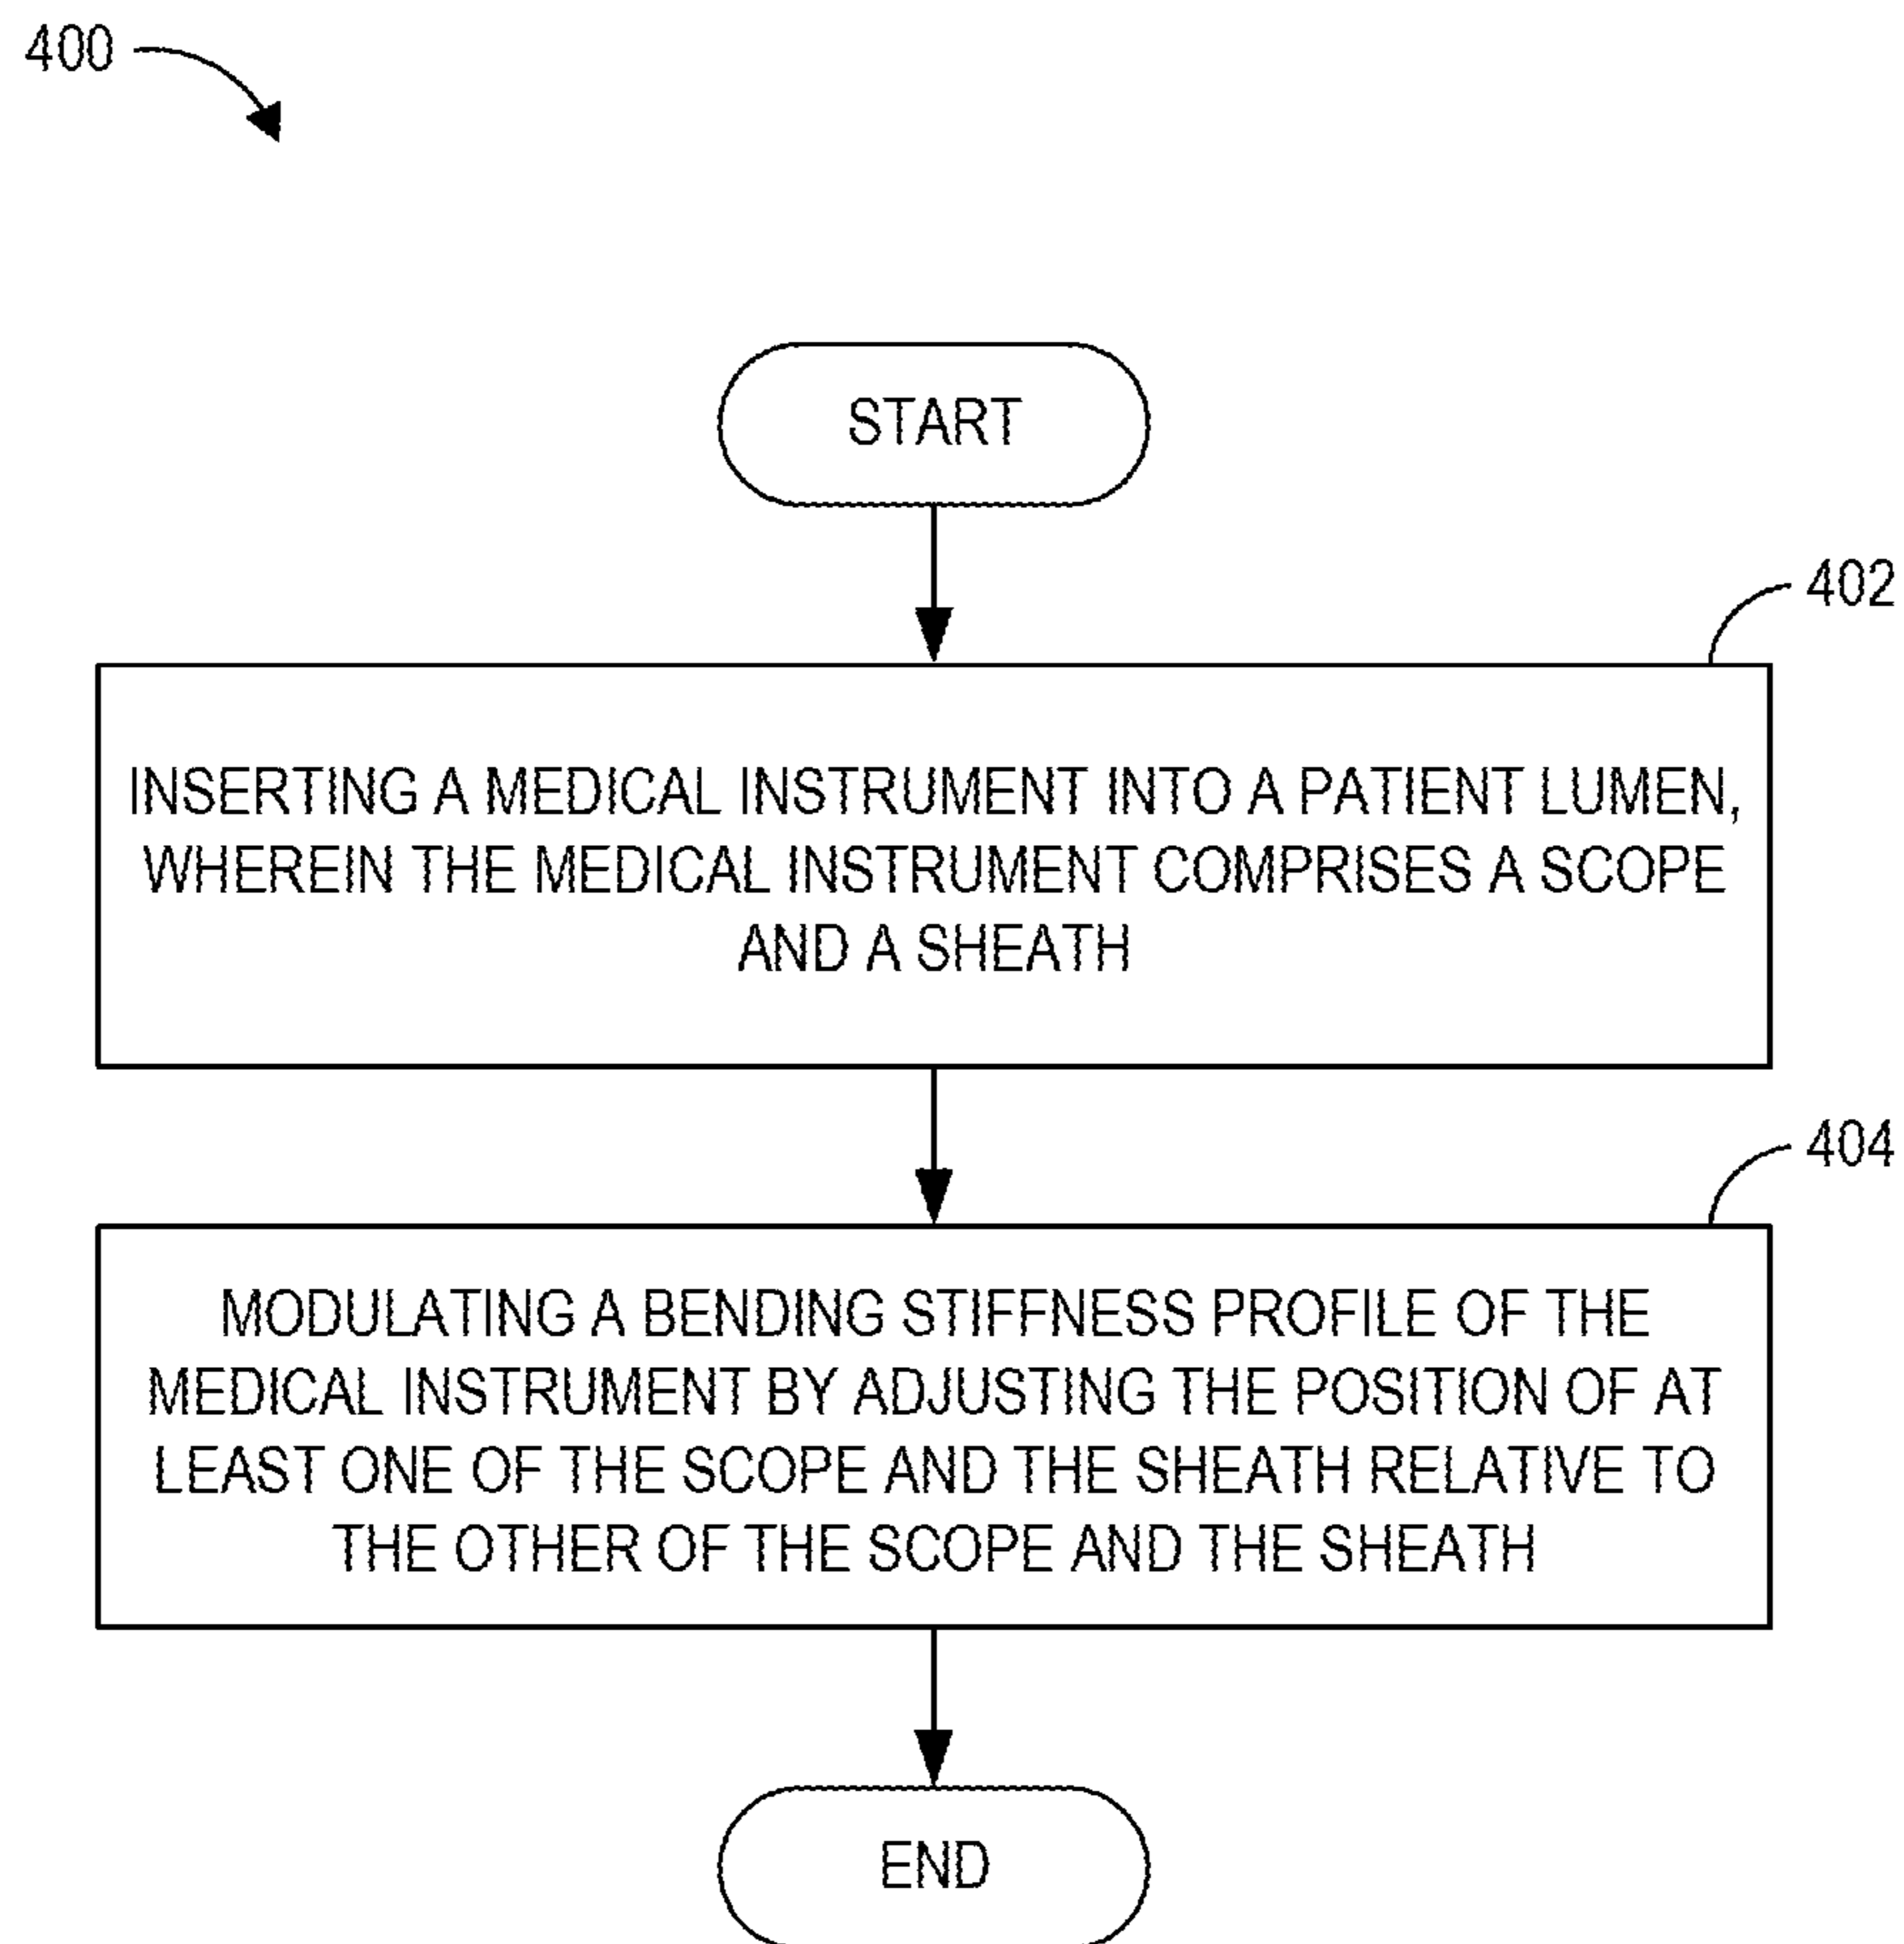 400
START
402
INSERTING A MEDICAL INSTRUMENT INTO A PATIENT LUMEN,
WHEREIN THE MEDICAL INSTRUMENT COMPRISES A SCOPE
AND A SHEATH
404
MODULATING A BENDING STIFFNESS PROFILE OF THE
MEDICAL INSTRUMENT BY ADJUSTING THE POSITION OF AT
LEAST ONE OF THE SCOPE AND THE SHEATH RELATIVE TO
THE OTHER OF THE SCOPE AND THE SHEATH
END